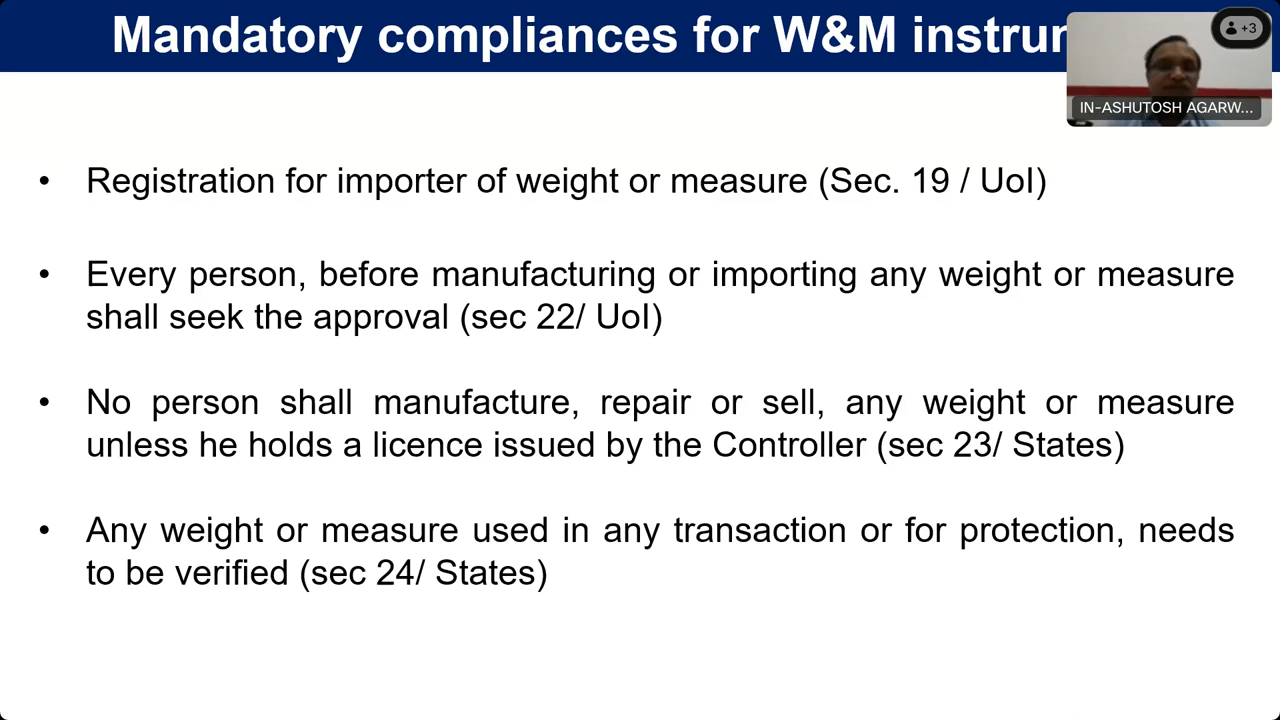 Mandatory compliances for W&M
+3
IN-ASHUTOSH AGARW...
• Registration for importer of weight or measure (Sec. 19 / UoI)
• Every person, before manufacturing or importing any weight or measure
shall seek the approval (sec 22/ UoI)
• No person shall manufacture, repair or sell, any weight or measure
unless he holds a licence issued by the Controller (sec 23/ States)
• Any weight or measure used in any transaction or for protection, needs
to be verified (sec 24/ States)